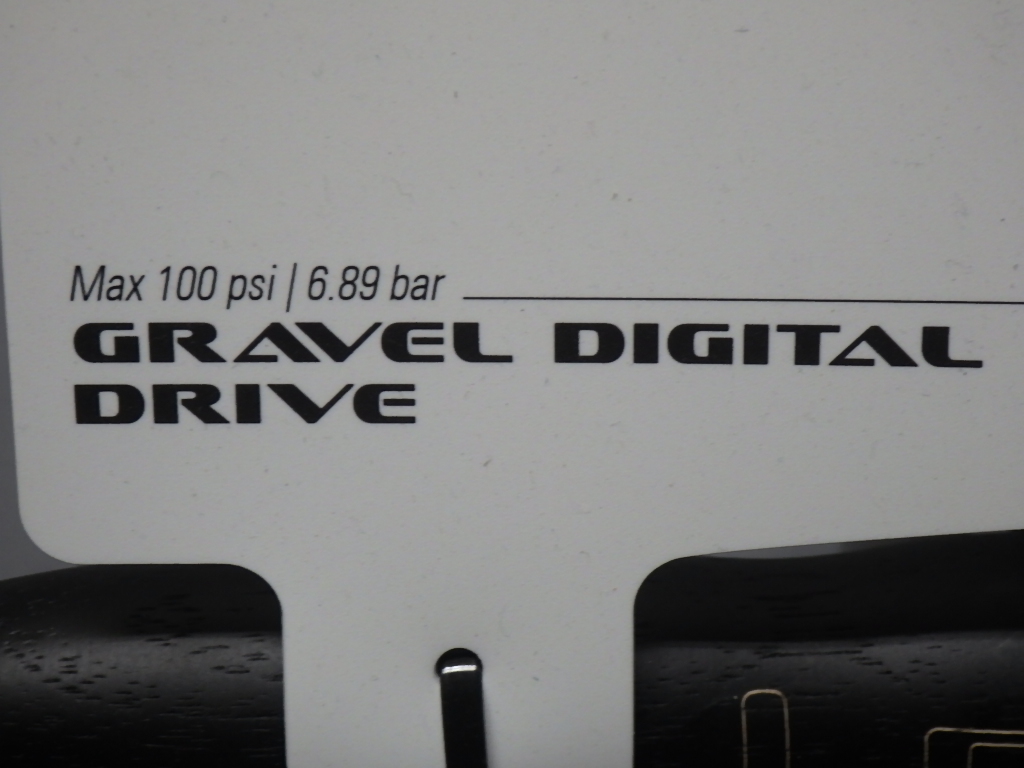 Max 100 psi | 6.89 bar
GRAVEL DIGITAL
DRIVE